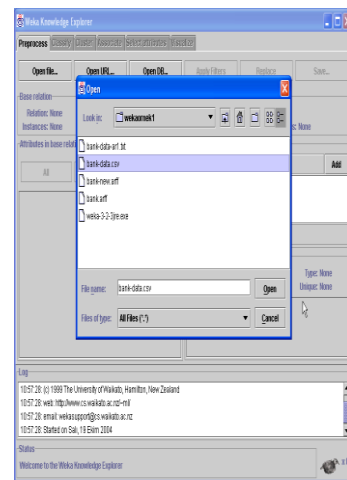 Weka Knowledge Explorer
Preprocess Classify Cluster Associate Select attributes Visualize
Open file... Open URL... Open DB... Apply Filters Replace Save...
Base relation
Relation: None
Instances: None
s: None
Attributes in base relati
All
Add
Type: None
Unique: None
Open
Look in: wekaornek1
bank-data-arf.txt
bank-data.csv
bank-new.arff
bank.arff
weka-3-2-3jre.exe
File name: bank-data.csv Open
Files of type: All Files (*.*) Cancel
Log
10:57:28: (c) 1999 The University of Waikato, Hamilton, New Zealand
10:57:28: web: http://www.cs.waikato.ac.nz/~ml/
10:57:28: email: wekasupport@cs.waikato.ac.nz
10:57:28: Started on Salı, 19 Ekim 2004
Status
Welcome to the Weka Knowledge Explorer